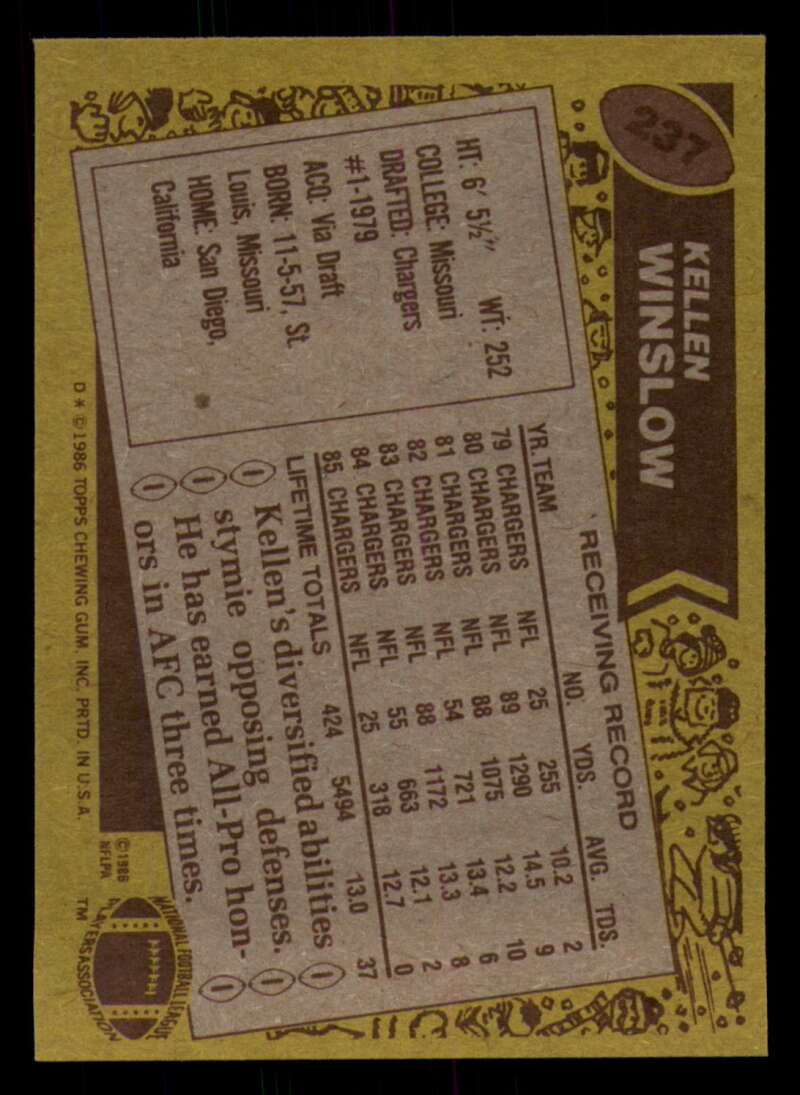 237
KELLEN
WINSLOW
HT: 6' 5½" WT: 252
COLLEGE: Missouri
DRAFTED: Chargers
#1-1979
ACQ: Via Draft
BORN: 11-5-57, St.
Louis, Missouri
HOME: San Diego,
California
RECEIVING RECORD
YR. TEAM NO. YDS. AVG. TDS.
79 CHARGERS NFL 25 255 10.2 2
80 CHARGERS NFL 89 1290 14.5 9
81 CHARGERS NFL 88 1075 12.2 10
82 CHARGERS NFL 54 721 13.4 6
83 CHARGERS NFL 88 1172 13.3 8
84 CHARGERS NFL 55 663 12.1 2
85 CHARGERS NFL 25 318 12.7 0
LIFETIME TOTALS 424 5494 13.0 37
Kellen's diversified abilities
stymie opposing defenses.
He has earned All-Pro hon-
ors in AFC three times.
D* ©1986 TOPPS CHEWING GUM, INC. PRTD. IN U.S.A.
©1986
NFLPA
TM
NATIONAL FOOTBALL LEAGUE
PLAYERS ASSOCIATION